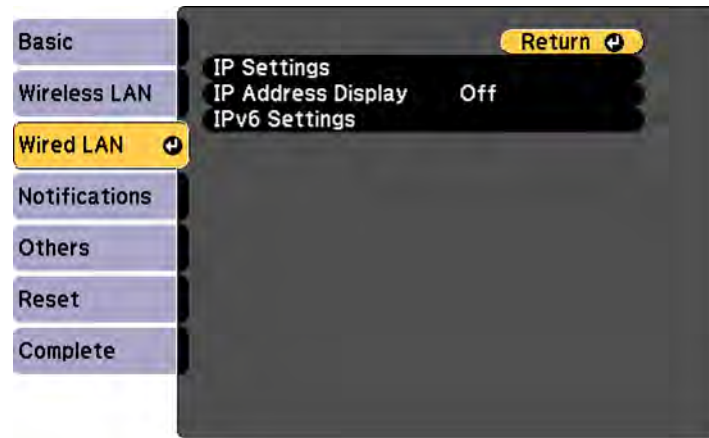 Basic
Wireless LAN
Wired LAN
Notifications
Others
Reset
Complete
Return
IP Settings
IP Address Display Off
IPv6 Settings